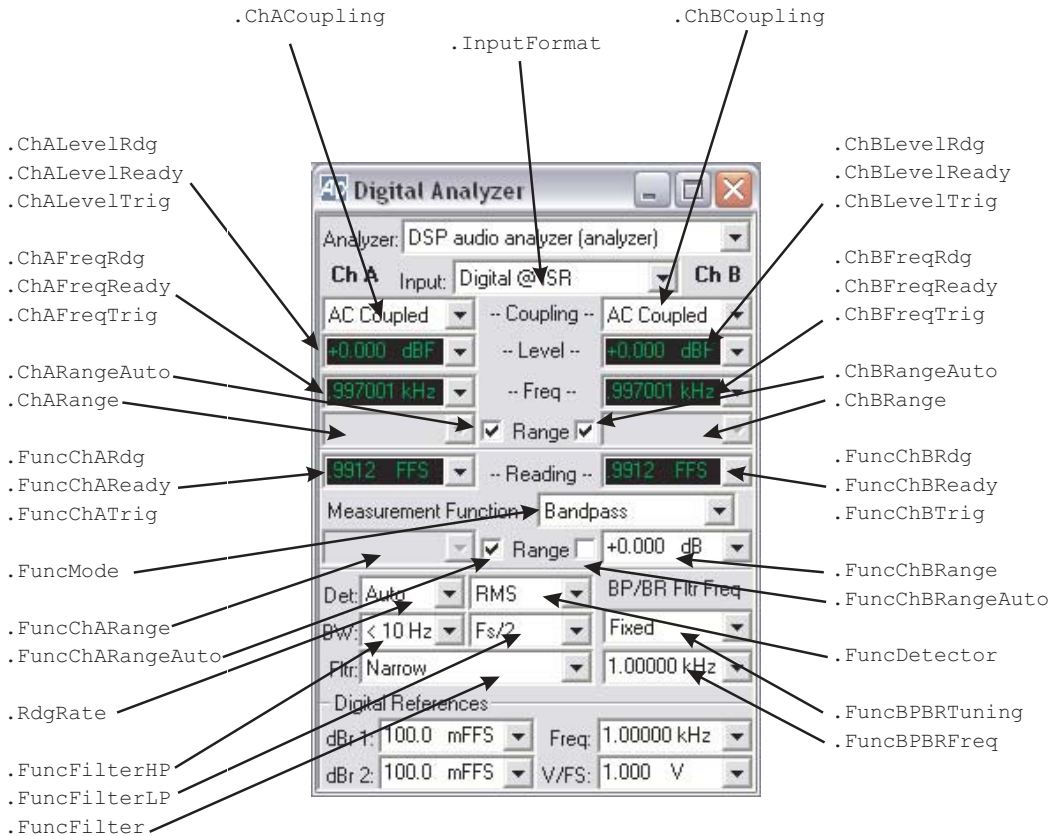 .ChACoupling .ChBCoupling
.InputFormat
.ChALevelRdg .ChBLevelRdg
.ChALevelReady .ChBLevelReady
.ChALevelTrig .ChBLevelTrig
Digital Analyzer
Analyzer: DSP audio analyzer (analyzer)
.ChAFreqRdg .ChBFreqRdg
Ch A Input: Digital @ISR Ch B
.ChAFreqReady .ChBFreqReady
.ChAFreqTrig .ChBFreqTrig
AC Coupled -- Coupling -- AC Coupled
+0.000 dBF -- Level -- +0.000 dBF
.ChARangeAuto .ChBRangeAuto
.997001 kHz -- Freq -- .997001 kHz
.ChARange .ChBRange
Range
.FuncChARdg .FuncChBRdg
.9912 FFS -- Reading -- .9912 FFS
.FuncChAReady .FuncChBReady
.FuncChATrig .FuncChBTrig
Measurement Function Bandpass
Range +0.000 dB
.FuncMode .FuncChBRange
Det: Auto RMS BP/BR Fltr Freq
.FuncChBRangeAuto
.FuncChARange
BW: < 10 Hz Fs/2 Fixed
.FuncChARangeAuto .FuncDetector
Fltr: Narrow 1.00000 kHz
Digital References
.RdgRate .FuncBPBRTuning
dBr 1: 100.0 mFFS Freq: 1.00000 kHz
.FuncBPBRFreq
.FuncFilterHP
dBr 2: 100.0 mFFS V/FS: 1.000 V
.FuncFilterLP
.FuncFilter